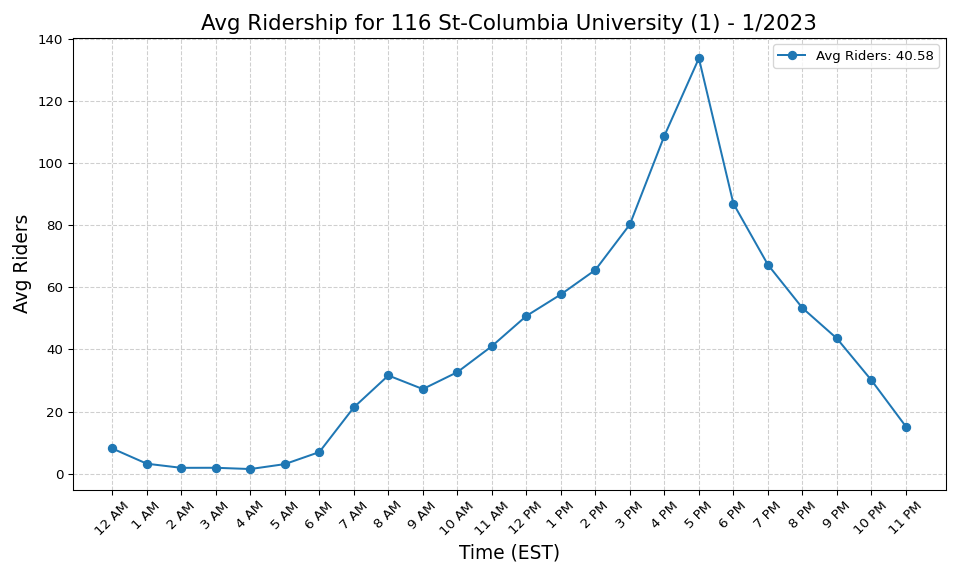 Avg Ridership for 116 St-Columbia University (1) - 1/2023
Avg Riders: 40.58
Avg Riders
140
120
100
80
60
40
20
0
12 AM
1 AM
2 AM
3 AM
4 AM
5 AM
6 AM
7 AM
8 AM
9 AM
10 AM
11 AM
12 PM
1 PM
2 PM
3 PM
4 PM
5 PM
6 PM
7 PM
8 PM
9 PM
10 PM
11 PM
Time (EST)